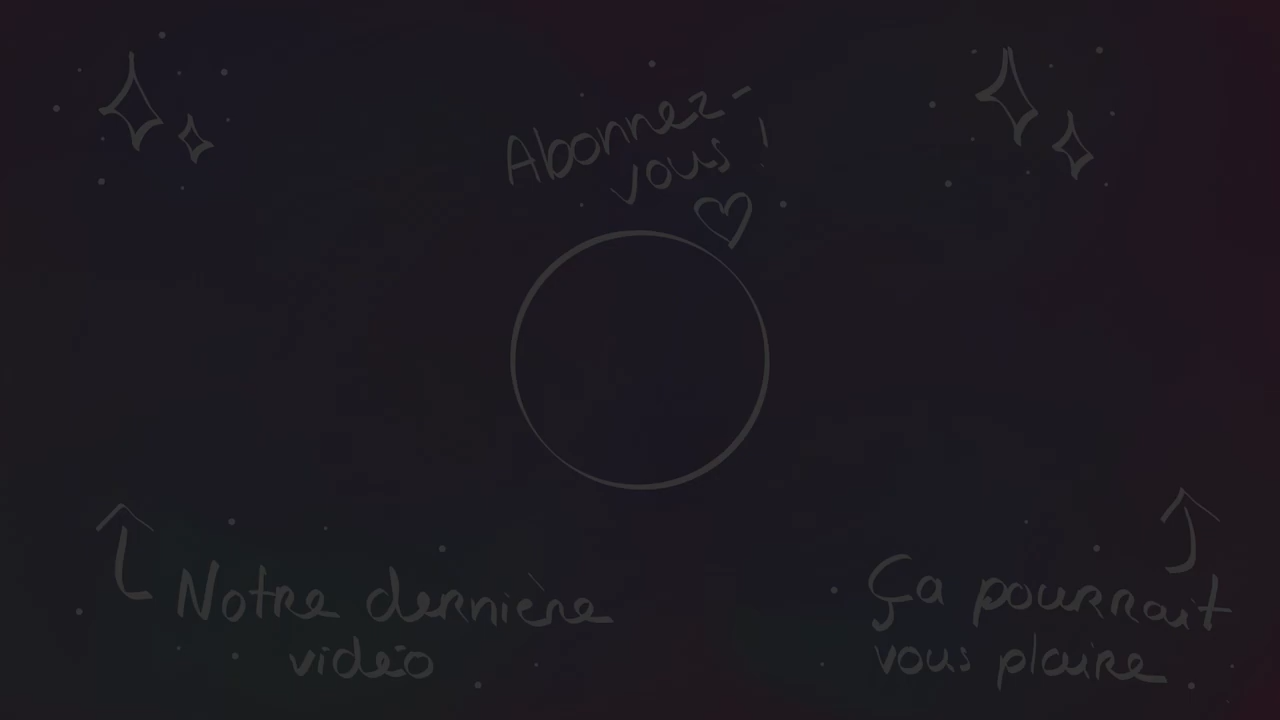 Abonnez-
vous !
Notre dernière
vidéo
Ça pourrait
vous plaire